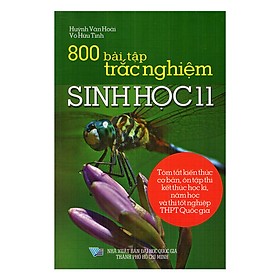 Huỳnh Văn Hoài
Võ Hữu Tính
800 bài tập
trắc nghiệm
SINH HỌC 11
Tóm tắt kiến thức
cơ bản, ôn tập thi
kết thúc học kì,
năm học
và thi tốt nghiệp
THPT Quốc gia
NHÀ XUẤT BẢN ĐẠI HỌC QUỐC GIA
THÀNH PHỐ HỒ CHÍ MINH